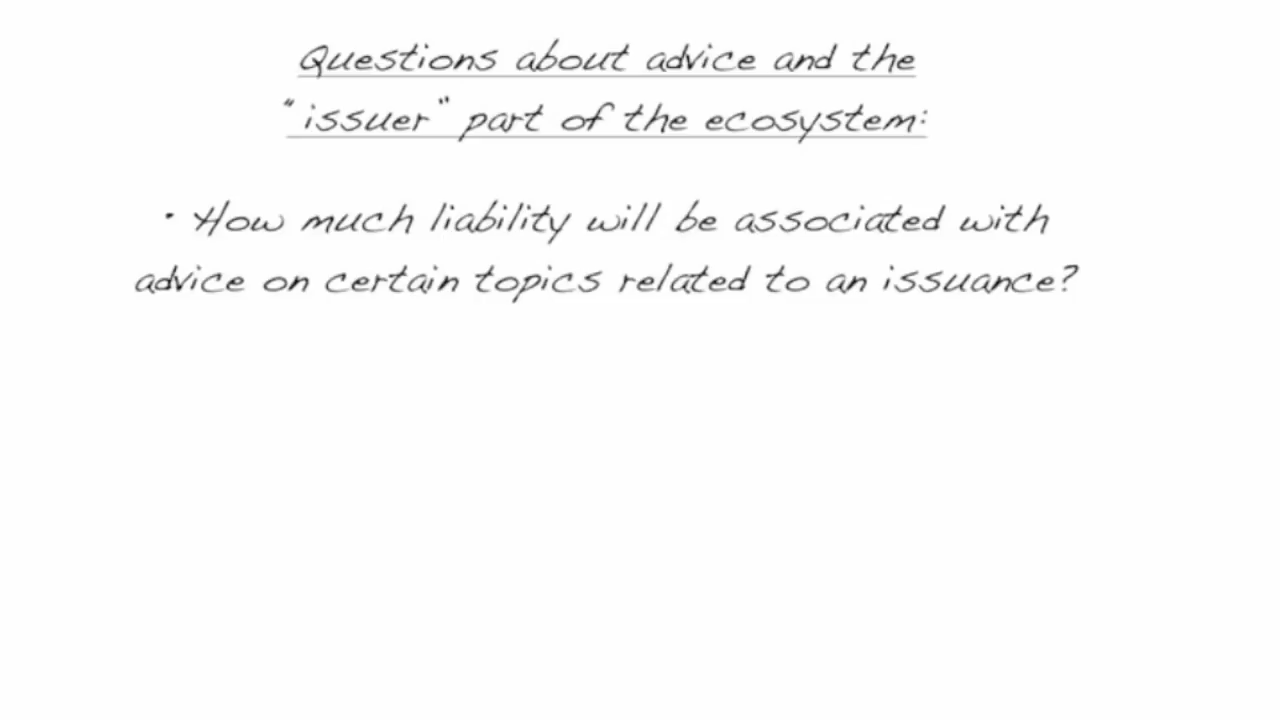 Questions about advice and the
"issuer" part of the ecosystem:
• How much liability will be associated with
advice on certain topics related to an issuance?